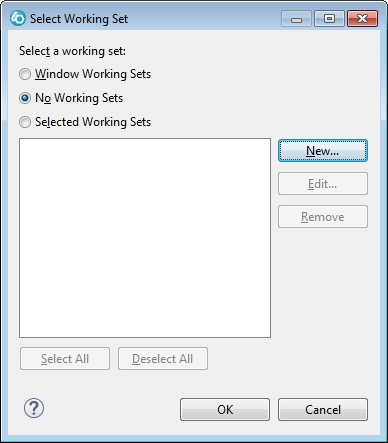 Select Working Set
Select a working set:
Window Working Sets
No Working Sets
Selected Working Sets
New...
Edit...
Remove
Select All
Deselect All
?
OK
Cancel